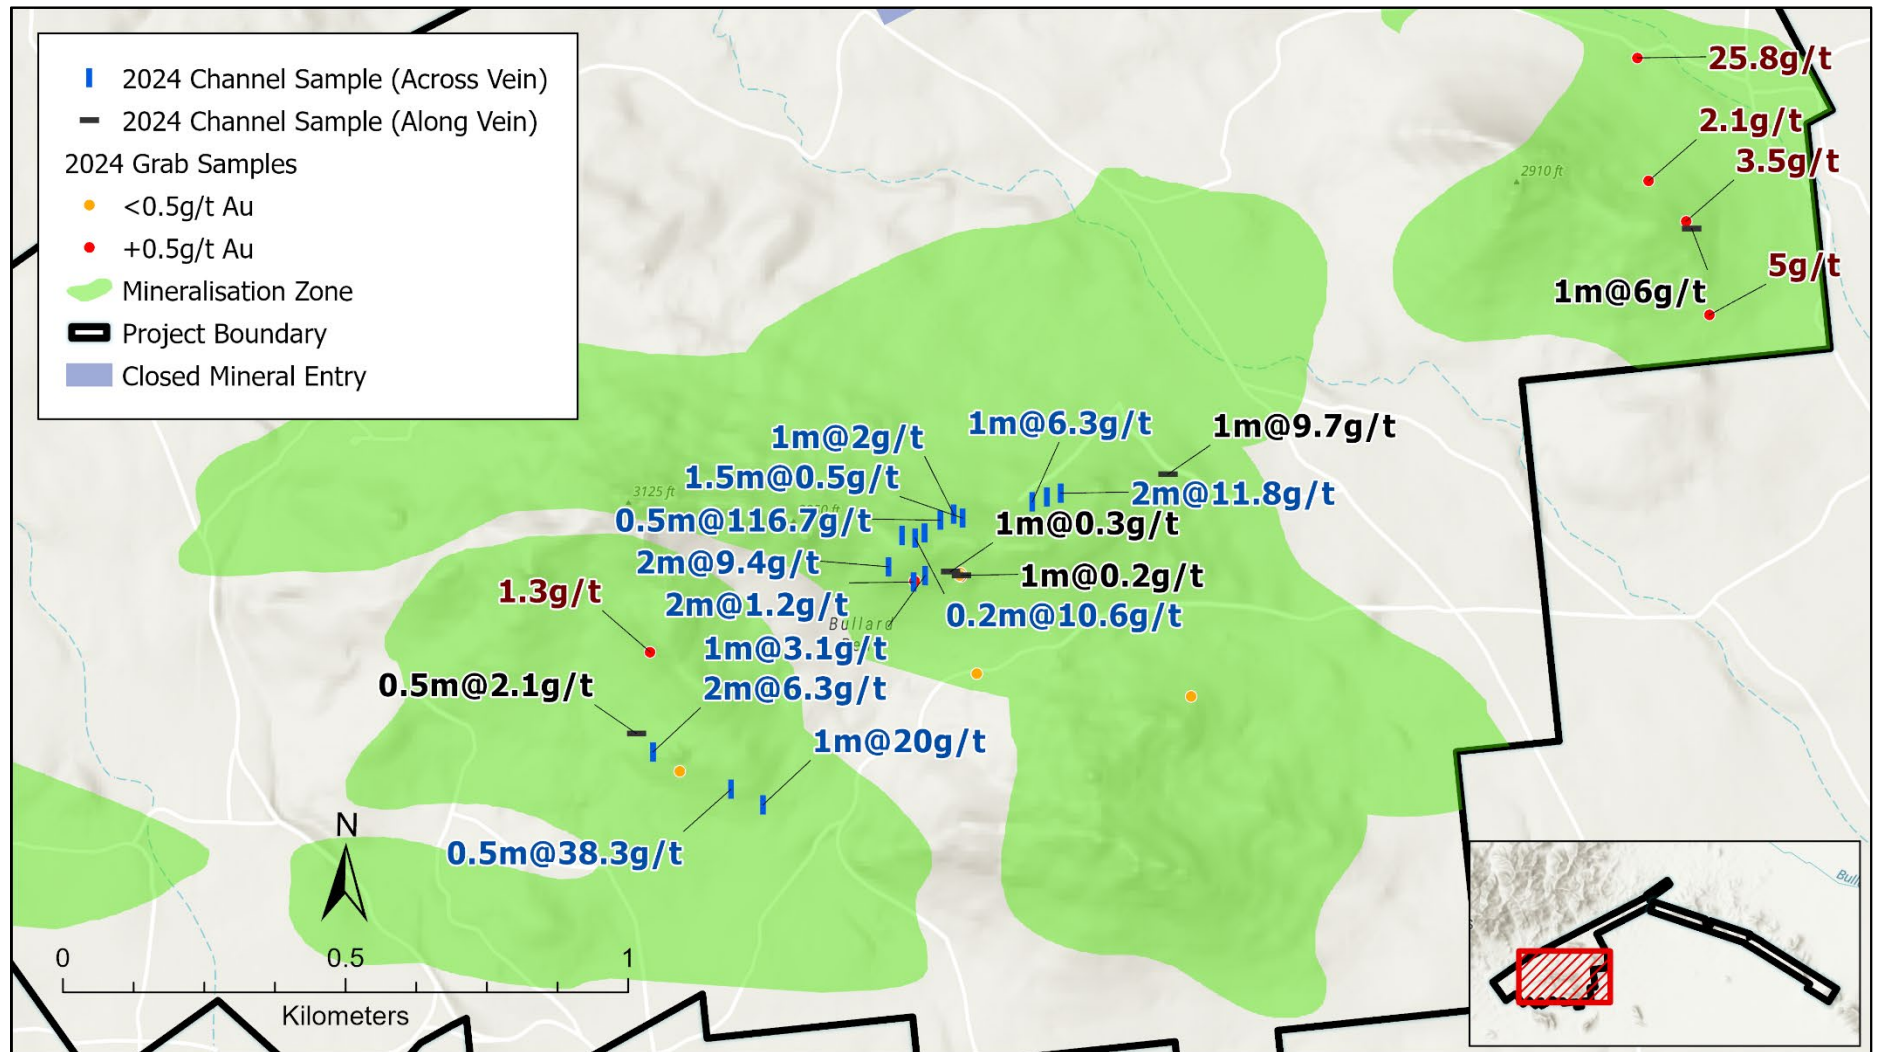 2024 Channel Sample (Across Vein)
2024 Channel Sample (Along Vein)
2024 Grab Samples
<0.5g/t Au
+0.5g/t Au
Mineralisation Zone
Project Boundary
Closed Mineral Entry
25.8g/t
2.1g/t
3.5g/t
2910 ft
5g/t
1m@6g/t
1m@6.3g/t
1m@9.7g/t
1m@2g/t
1.5m@0.5g/t
3125 ft
2m@11.8g/t
0.5m@116.7g/t
1m@0.3g/t
2m@9.4g/t
1m@0.2g/t
1.3g/t
2m@1.2g/t
0.2m@10.6g/t
Bullard
1m@3.1g/t
0.5m@2.1g/t
2m@6.3g/t
1m@20g/t
0.5m@38.3g/t
N
0 0.5 1
Kilometers